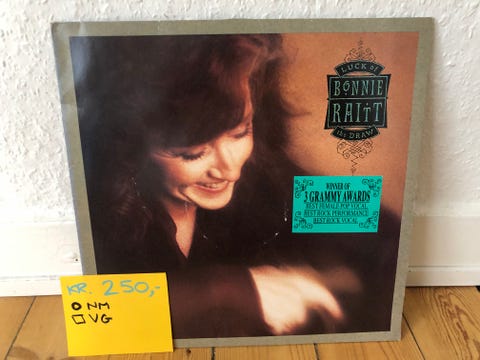 LUCK of
BONNIE
RAITT
the DRAW
WINNER OF
3 GRAMMY AWARDS
BEST FEMALE POP VOCAL
BEST ROCK PERFORMANCE
BEST ROCK VOCAL
KR. 250,-
NM
VG